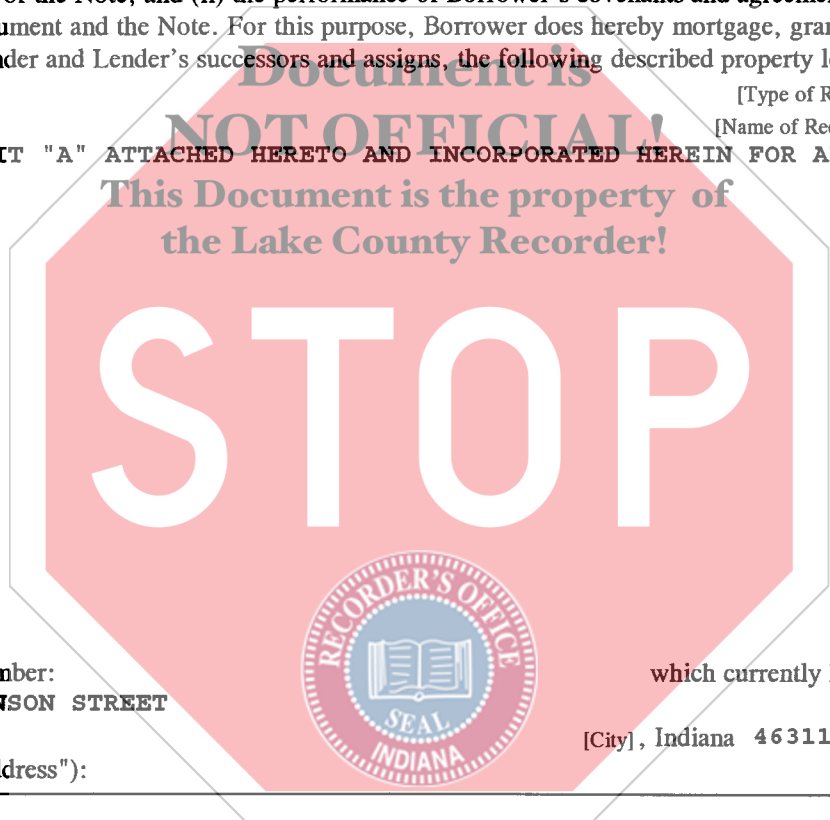 of the Note; and (ii) the performance of Borrower's covenants and agreemen
ument and the Note. For this purpose, Borrower does hereby mortgage, gran
nder and Lender's successors and assigns, the following described property l
Document is
[Type of R
NOT OFFICIAL!
[Name of Rec
IT "A" ATTACHED HERETO AND INCORPORATED HEREIN FOR A
This Document is the property of
the Lake County Recorder!
STOP
RECORDER'S OFFICE
SEAL
INDIANA
mber:
which currently
NSON STREET
[City], Indiana 46311
ddress"):